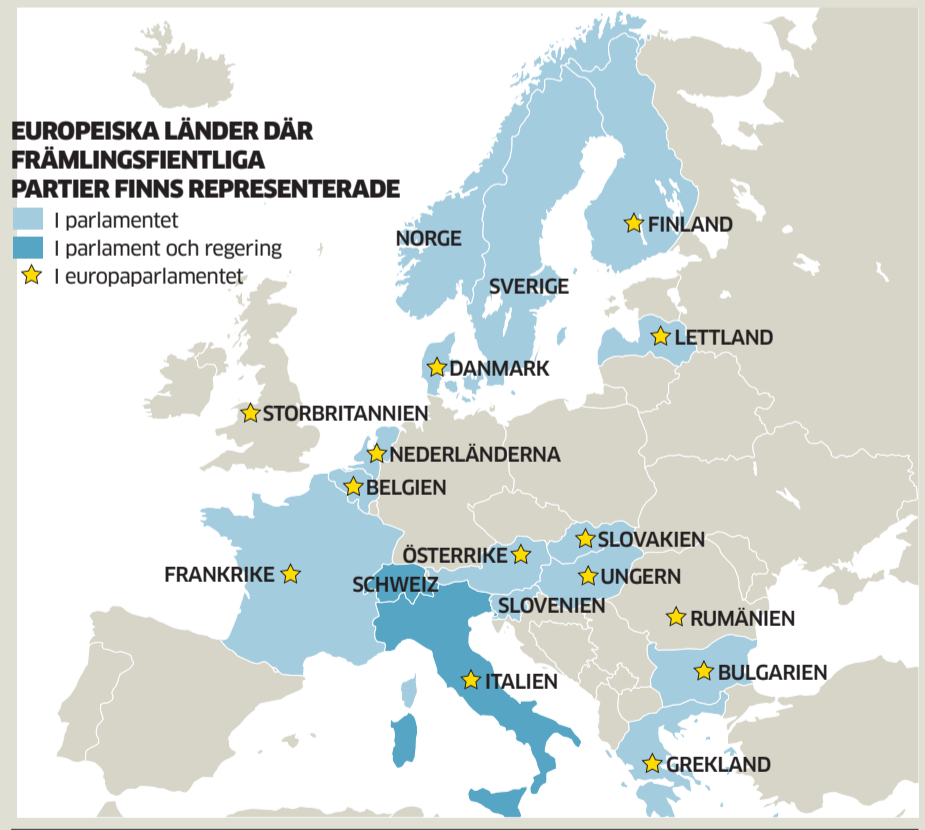 EUROPEISKA LÄNDER DÄR
FRÄMLINGSFIENTLIGA
PARTIER FINNS REPRESENTERADE
I parlamentet
I parlament och regering
I europaparlamentet
NORGE
FINLAND
SVERIGE
LETTLAND
DANMARK
STORBRITANNIEN
NEDERLÄNDERNA
BELGIEN
SLOVAKIEN
ÖSTERRIKE
FRANKRIKE
SCHWEIZ
UNGERN
SLOVENIEN
RUMÄNIEN
BULGARIEN
ITALIEN
GREKLAND